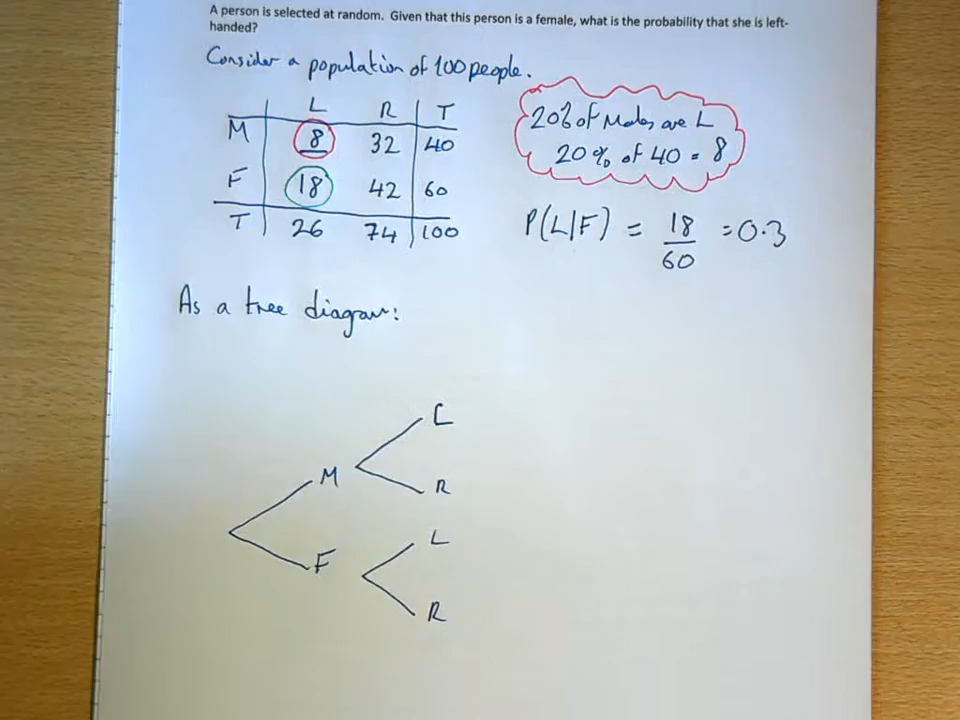 A person is selected at random. Given that this person is a female, what is the probability that she is left-
handed?
Consider a population of 100 people.
L R T
M 8 32 40
F 18 42 60
T 26 74 100
20% of Males are L
20% of 40 = 8
P(L/F) = 18/60 = 0.3
As a tree diagram:
L
M
R
L
F
R